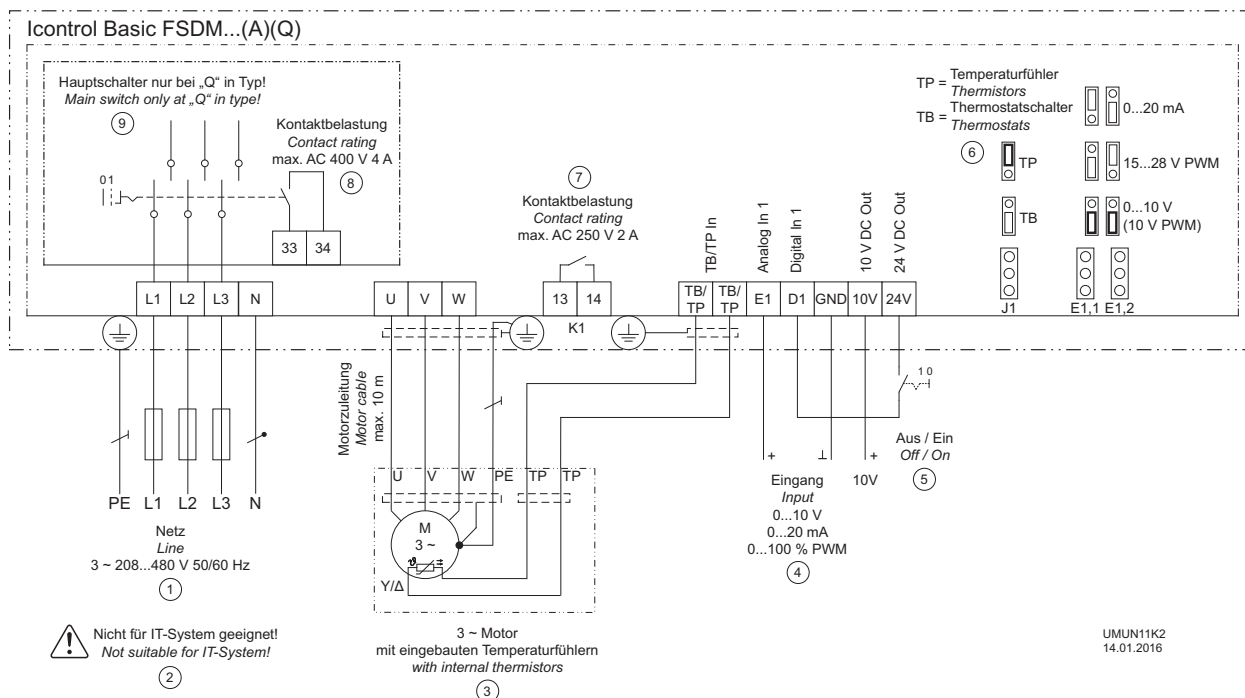 Icontrol Basic FSDM...(A)(Q)
Hauptschalter nur bei „Q“ in Typ!
Main switch only at „Q“ in type!
9
0 1
Kontaktbelastung
Contact rating
max. AC 400 V 4 A
8
33 34
7
Kontaktbelastung
Contact rating
max. AC 250 V 2 A
TB/TP In
Analog In 1
Digital In 1
10 V DC Out
24 V DC Out
TP = Temperaturfühler
Thermistors
TB = Thermostatschalter
Thermostats
6
TP
TB
J1
0...20 mA
15...28 V PWM
0...10 V
(10 V PWM)
E1,1 E1,2
L1 L2 L3 N
U V W
13 14
K1
TB/
TP
TB/
TP
E1 D1 GND 10V 24V
Motorzuleitung
Motor cable
max. 10 m
1 0
Aus / Ein
Off / On
5
PE L1 L2 L3 N
Netz
Line
3 ~ 208...480 V 50/60 Hz
1
Nicht für IT-System geeignet!
Not suitable for IT-System!
2
U V W PE TP TP
M
3 ~
Y/Δ
3 ~ Motor
mit eingebauten Temperaturfühlern
with internal thermistors
3
+ ⊥ +
Eingang
Input
0...10 V
0...20 mA
0...100 % PWM
4
10V
UMUN11K2
14.01.2016